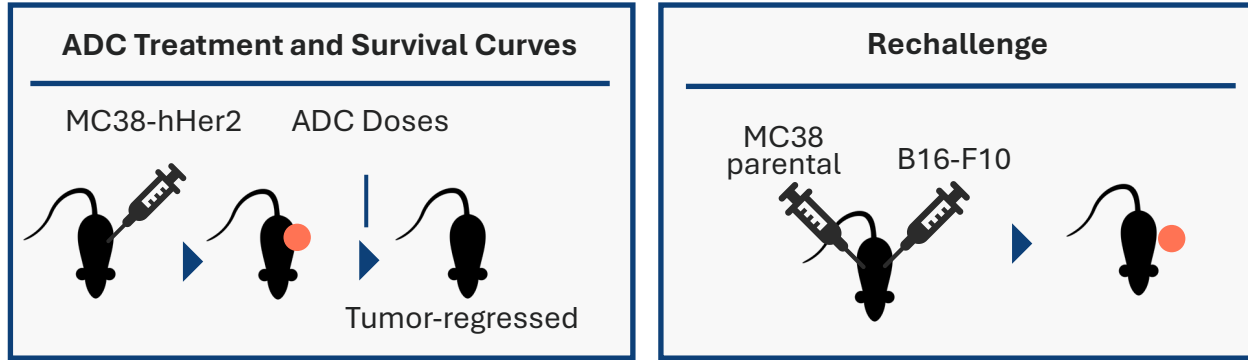 ADC Treatment and Survival Curves
MC38-hHer2
ADC Doses
Tumor-regressed
Rechallenge
MC38
parental
B16-F10